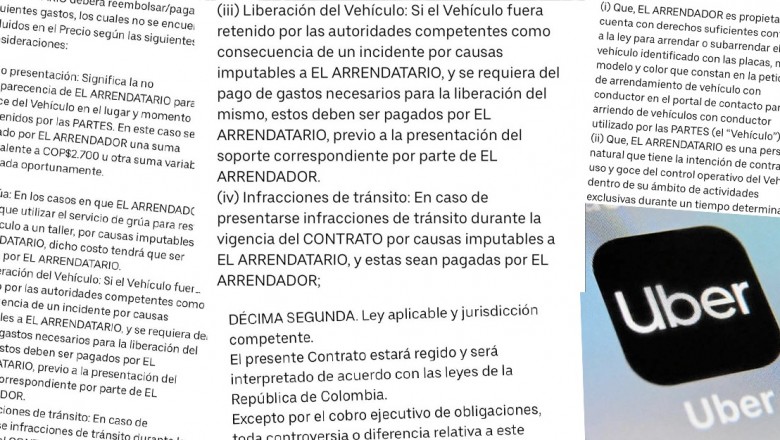 deberá reembolsar/paga
uientes gastos, los cuales no se encue
luidos en el Precio según las siguientes
sideraciones:
o presentación: Significa la no
parecencia de EL ARRENDATARIO para
ce del Vehículo en el lugar y momento
enidos por las PARTES. En este caso se
ado por EL ARRENDADOR una suma
valente a COP$2.700 u otra suma variab
ada oportunamente.
úa: En los casos en que EL ARRENDADO
que utilizar el servicio de grúa para res
culo a un taller, por causas imputables
DATARIO, dicho costo tendrá que ser
por EL ARRENDATARIO.
eración del Vehículo: Si el Vehículo fuer
o por las autoridades competentes como
uencia de un incidente por causas
les a EL ARRENDATARIO, y se requiera de
gastos necesarios para la liberación del
stos deben ser pagados por EL
ATARIO, previo a la presentación del
orrespondiente por parte de EL
DOR.
ciones de tránsito: En caso de
se infracciones de tránsito durante la
(iii) Liberación del Vehículo: Si el Vehículo fuera
retenido por las autoridades competentes como
consecuencia de un incidente por causas
imputables a EL ARRENDATARIO, y se requiera del
pago de gastos necesarios para la liberación del
mismo, estos deben ser pagados por EL
ARRENDATARIO, previo a la presentación del
soporte correspondiente por parte de EL
ARRENDADOR.
(iv) Infracciones de tránsito: En caso de
presentarse infracciones de tránsito durante la
vigencia del CONTRATO por causas imputables a
EL ARRENDATARIO, y estas sean pagadas por EL
ARRENDADOR;
DÉCIMA SEGUNDA. Ley aplicable y jurisdicción
competente.
El presente Contrato estará regido y será
interpretado de acuerdo con las leyes de la
República de Colombia.
Excepto por el cobro ejecutivo de obligaciones,
toda controversia o diferencia relativa a este
(i) Que, EL ARRENDADOR es propieta
cuenta con derechos suficientes con
a la ley para arrendar o subarrendar el
vehículo identificado con las placas, m
modelo y color que constan en la peti
de arrendamiento de vehículo con
conductor en el portal de contacto par
arriendo de vehículos con conductor
utilizado por las PARTES (el "Vehículo")
(ii) Que, EL ARRENDATARIO es una pers
natural que tiene la intención de contra
uso y goce del control operativo del Veh
dentro de su ámbito de actividades
exclusivas durante un tiempo determina
Uber
Uber